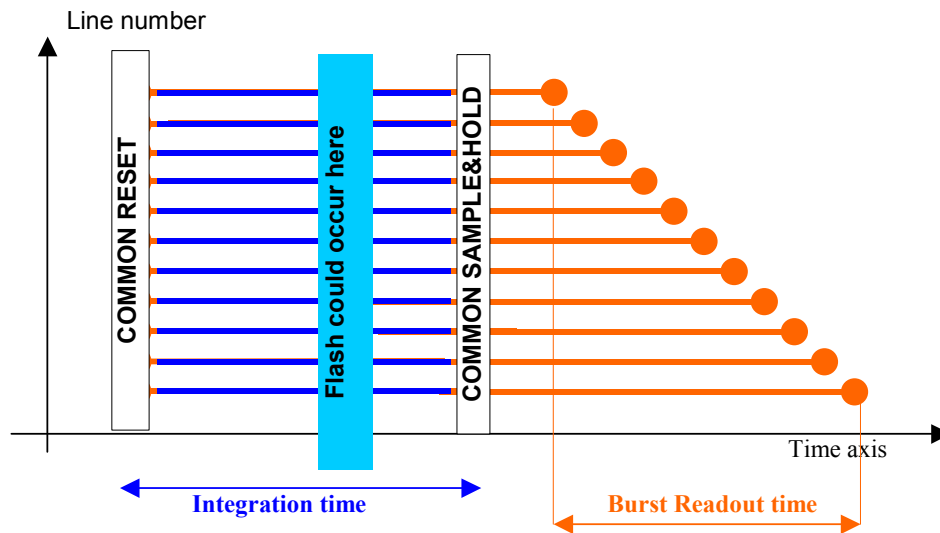 Line number
COMMON RESET
Flash could occur here
COMMON SAMPLE&HOLD
Time axis
Integration time
Burst Readout time